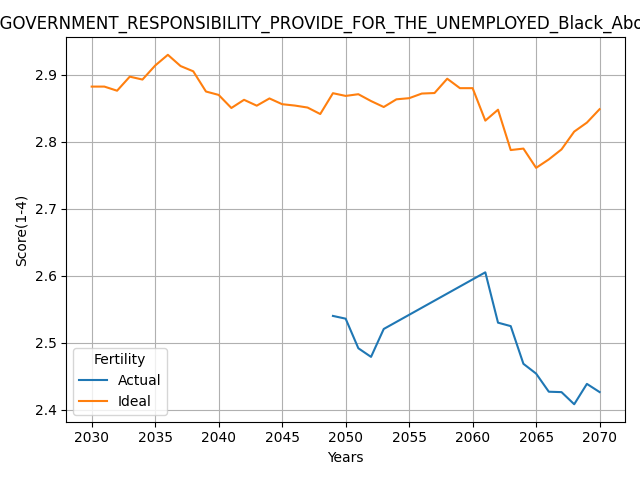 GOVERNMENT_RESPONSIBILITY_PROVIDE_FOR_THE_UNEMPLOYED_Black_Abo
2.9
2.8
2.7
2.6
2.5
2.4
Score(1-4)
Fertility
Actual
Ideal
2030 2035 2040 2045 2050 2055 2060 2065 2070
Years